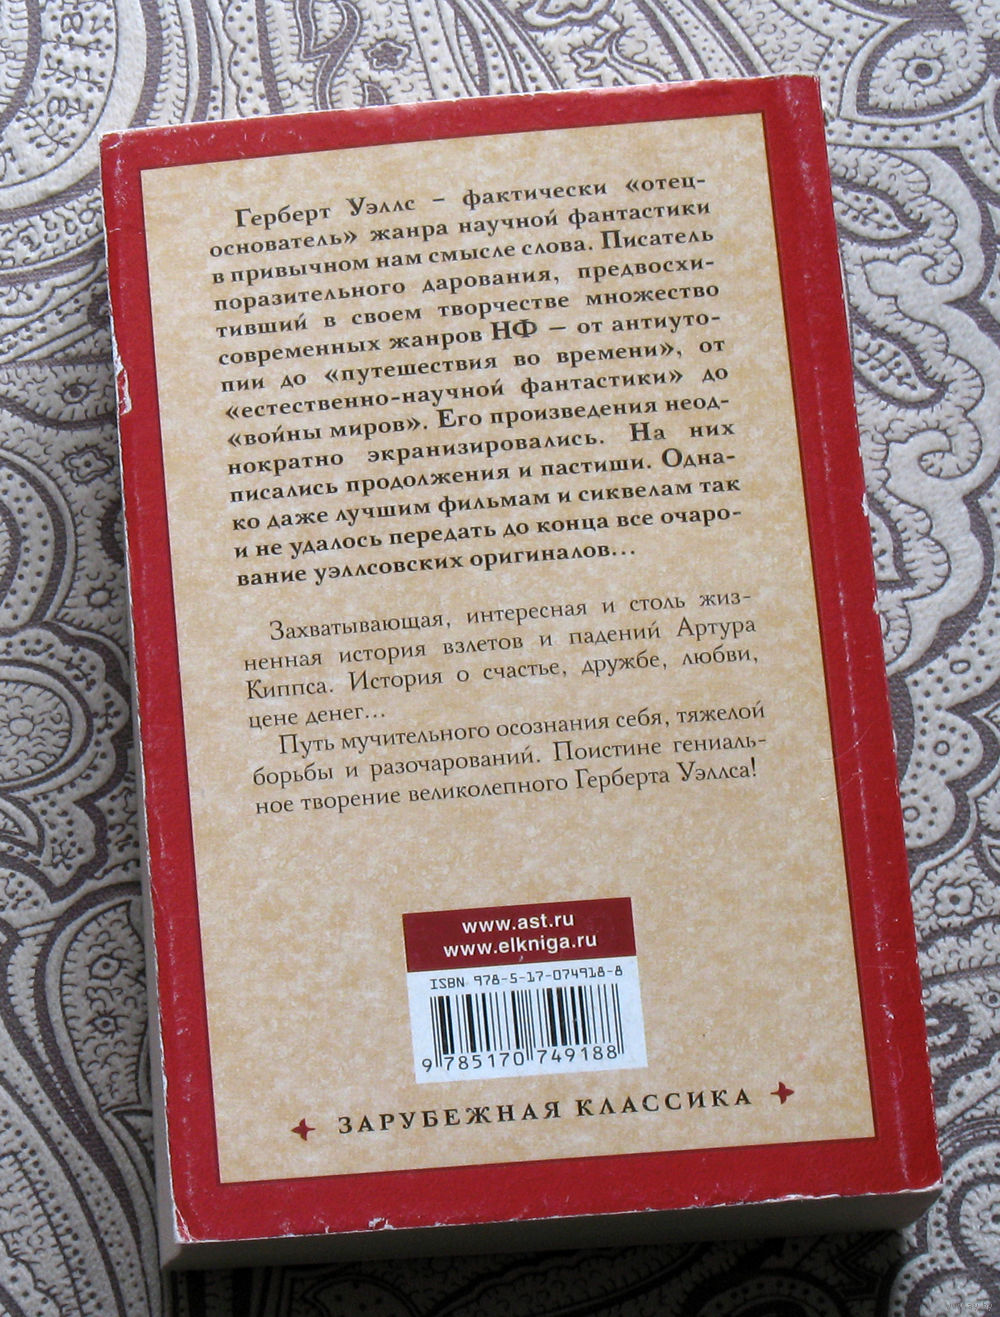 Герберт Уэллс – фактически «отец-
основатель» жанра научной фантастики
в привычном нам смысле слова. Писатель
поразительного дарования, предвосхи-
тивший в своем творчестве множество
современных жанров НФ – от антиуто-
пии до «путешествия во времени», от
«естественно-научной фантастики» до
«войны миров». Его произведения неод-
нократно экранизировались. На них
писались продолжения и пастиши. Одна-
ко даже лучшим фильмам и сиквелам так
и не удалось передать до конца все очаро-
вание уэллсовских оригиналов...
Захватывающая, интересная и столь жиз-
ненная история взлетов и падений Артура
Киппса. История о счастье, дружбе, любви,
цене денег...
Путь мучительного осознания себя, тяжелой
борьбы и разочарований. Поистине гениаль-
ное творение великолепного Герберта Уэллса!
www.ast.ru
www.elkniga.ru
ISBN 978-5-17-074918-8
9 785170 749188
ЗАРУБЕЖНАЯ КЛАССИКА